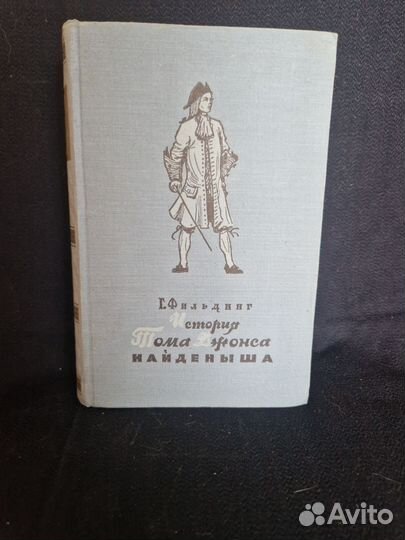 Г. Фильдинг
История
Тома Джонса
НАЙДЕНЫША
Avito